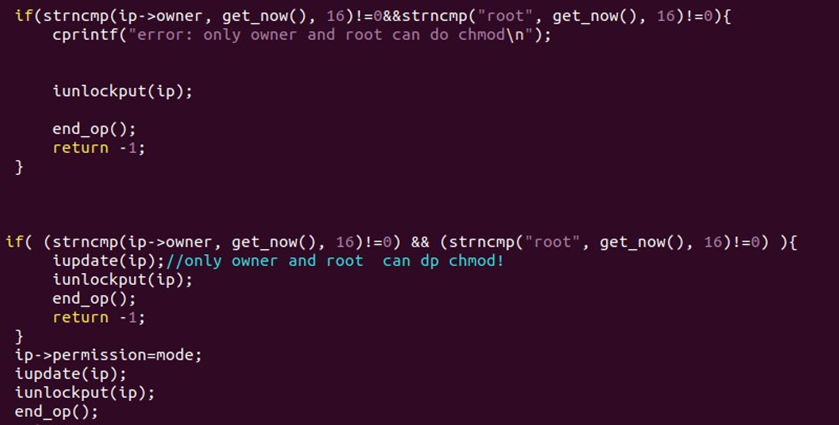 if(strncmp(ip->owner, get_now(), 16)!=0&&strncmp("root", get_now(), 16)!=0){
cprintf("error: only owner and root can do chmod\n");
iunlockput(ip);
end_op();
return -1;
}
if( (strncmp(ip->owner, get_now(), 16)!=0) && (strncmp("root", get_now(), 16)!=0) ){
iupdate(ip);//only owner and root  can dp chmod!
iunlockput(ip);
end_op();
return -1;
}
ip->permission=mode;
iupdate(ip);
iunlockput(ip);
end_op();